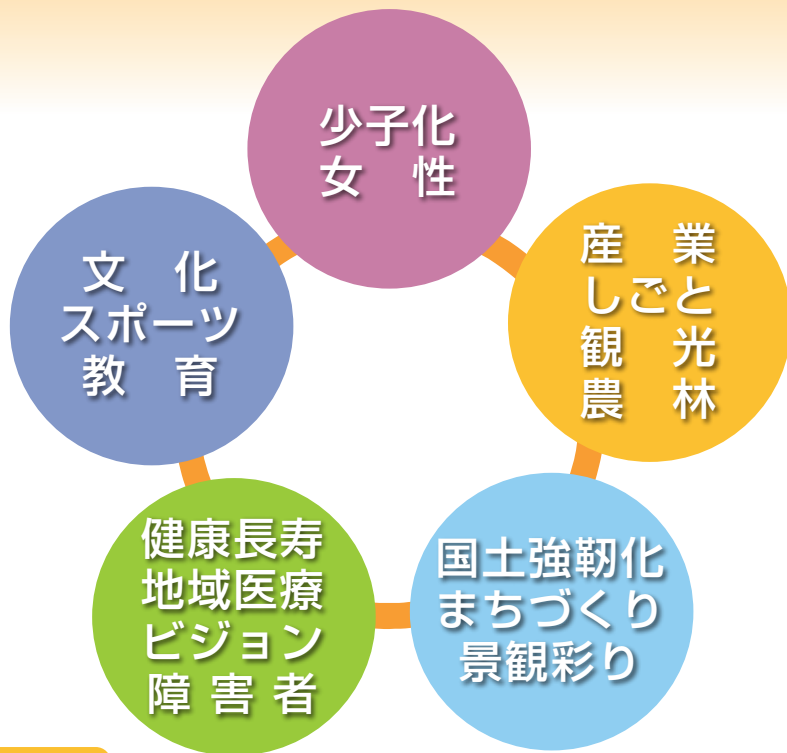 少子化
女　性
産　業
しごと
観　光
農　林
国土強靭化
まちづくり
景観彩り
健康長寿
地域医療
ビジョン
障 害 者
文　化
スポーツ
教　育